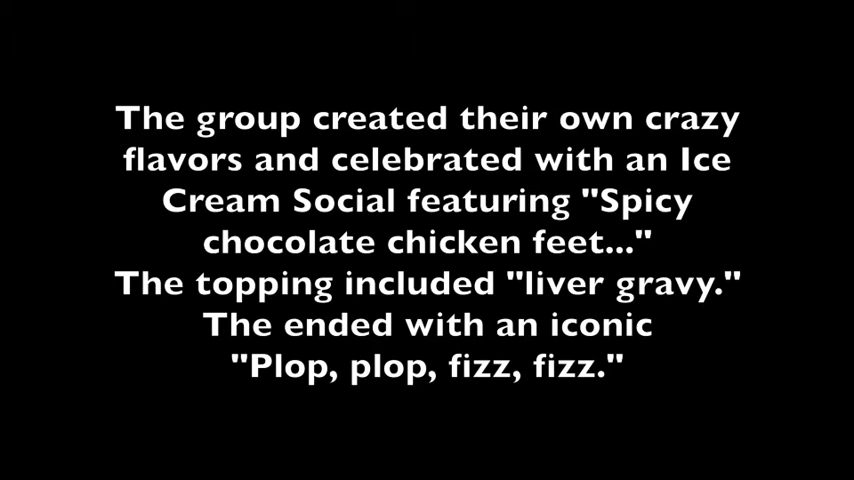 The group created their own crazy
flavors and celebrated with an Ice
Cream Social featuring "Spicy
chocolate chicken feet..."
The topping included "liver gravy."
The ended with an iconic
"Plop, plop, fizz, fizz."